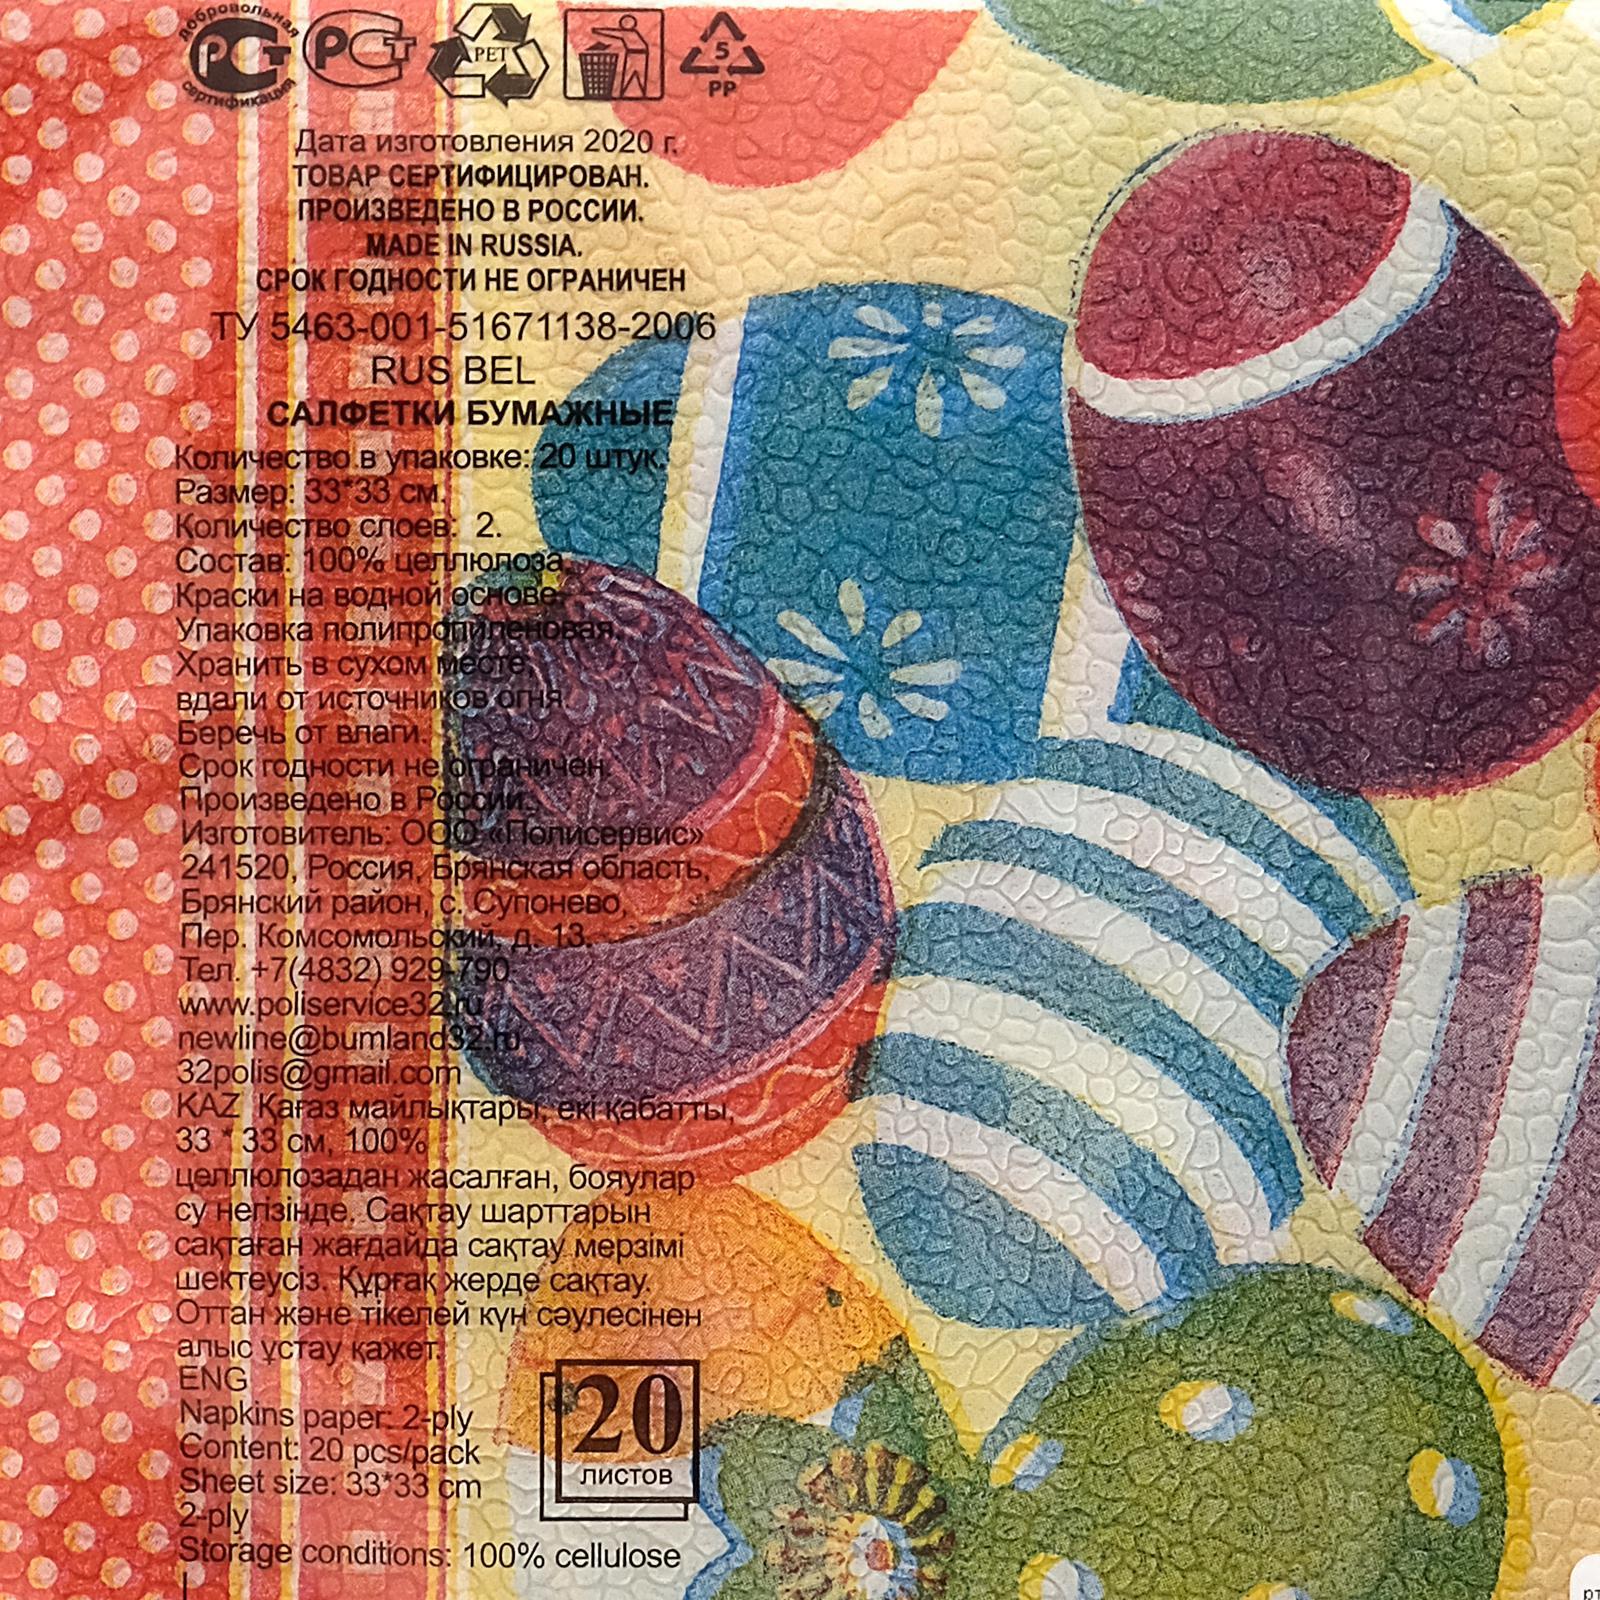 добровольная
РСТ РСТ PET 5
сертификация PP
Дата изготовления 2020 г.
ТОВАР СЕРТИФИЦИРОВАН.
ПРОИЗВЕДЕНО В РОССИИ.
MADE IN RUSSIA.
СРОК ГОДНОСТИ НЕ ОГРАНИЧЕН
ТУ 5463-001-51671138-2006
RUS BEL
САЛФЕТКИ БУМАЖНЫЕ
Количество в упаковке: 20 штук.
Размер: 33*33 см.
Количество слоев: 2.
Состав: 100% целлюлоза.
Краски на водной основе.
Упаковка полипропиленовая.
Хранить в сухом месте,
вдали от источников огня.
Беречь от влаги.
Срок годности не ограничен.
Произведено в России.
Изготовитель: ООО «Полисервис»
241520, Россия, Брянская область,
Брянский район, с. Супонево,
Пер. Комсомольский, д. 13.
Тел. +7(4832) 929-790
www.poliservice32.ru
newline@bumland32.ru
32polis@gmail.com
KAZ Қағаз майлықтары, екі қабатты,
33 * 33 см, 100%
целлюлозадан жасалған, бояулар
су негізінде. Сақтау шарттарын
сақтаған жағдайда сақтау мерзімі
шектеусіз. Құрғақ жерде сақтау.
Оттан және тікелей күн сәулесінен
алыс ұстау қажет.
ENG
Napkins paper: 2-ply
Content: 20 pcs/pack
Sheet size: 33*33 cm
2-ply
Storage conditions: 100% cellulose
20
листов